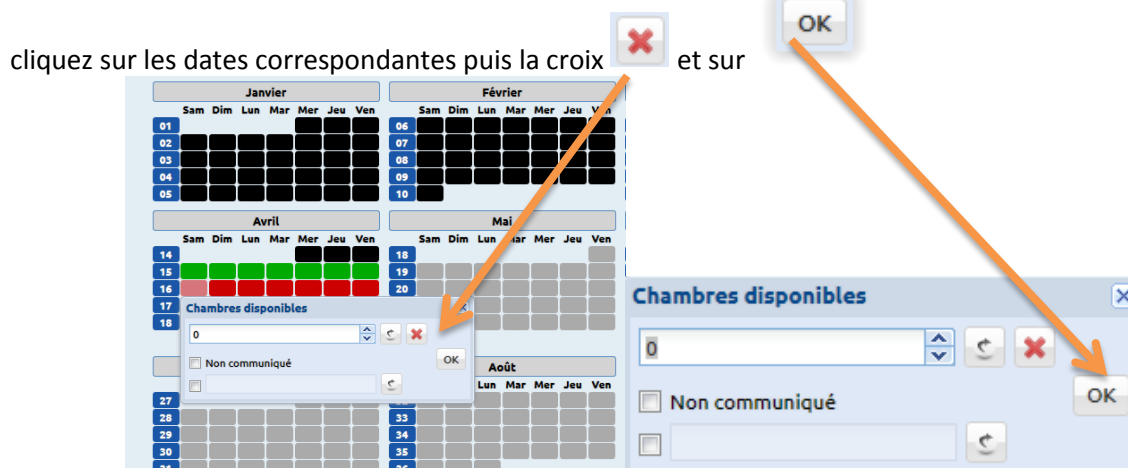 OK
cliquez sur les dates correspondantes puis la croix et sur
Janvier
Sam Dim Lun Mar Mer Jeu Ven
01
02
03
04
05
Février
Sam Dim Lun Mar Mer Jeu Ven
06
07
08
09
10
Avril
Sam Dim Lun Mar Mer Jeu Ven
14
15
16
17
18
Mai
Sam Dim Lun Mar Mer Jeu Ven
18
19
20
Chambres disponibles
0
Non communiqué
OK
27
28
29
30
31
Août
Lun Mar Mer Jeu Ven
33
34
35
36
Chambres disponibles
0
Non communiqué
OK